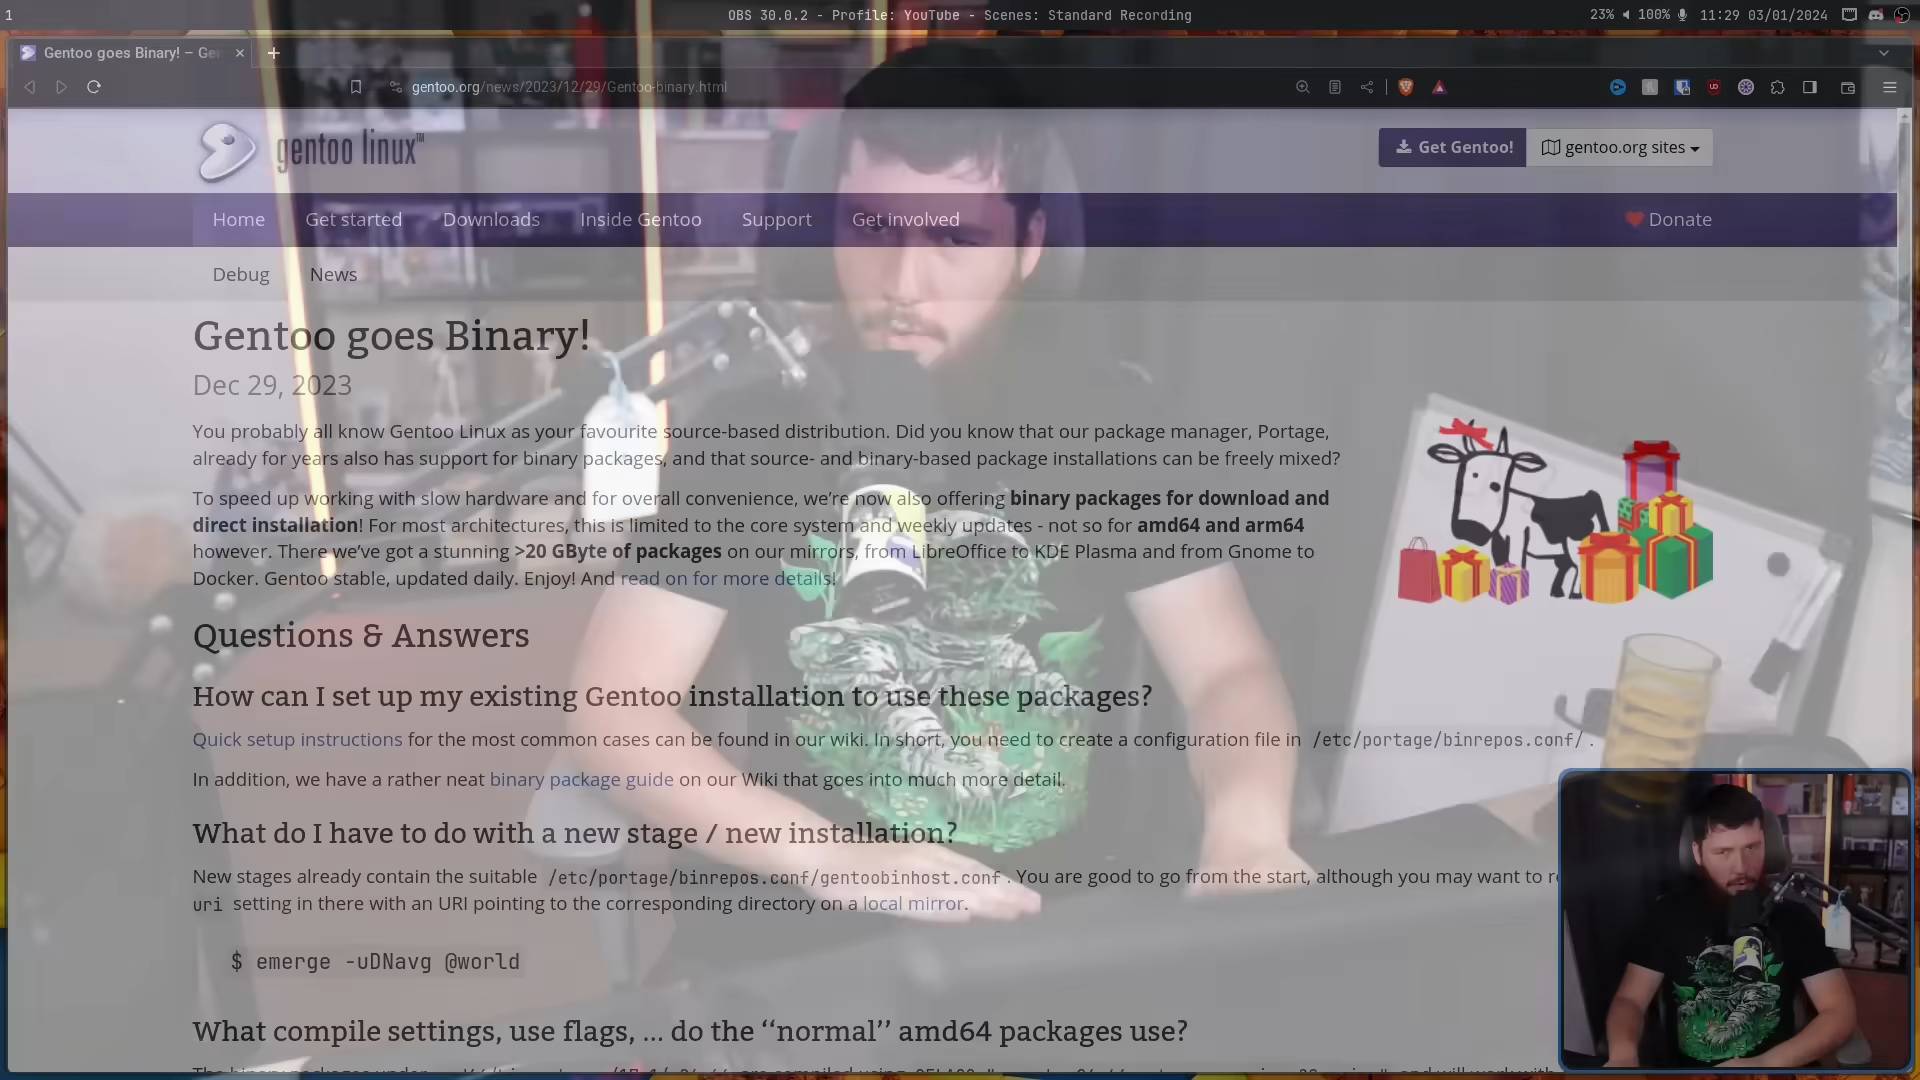 1
OBS 30.0.2 - Profile: YouTube - Scenes: Standard Recording
23% 100% 11:29 03/01/2024
Gentoo goes Binary! – Ge
gentoo.org/news/2023/12/29/Gentoo-binary.html
gentoo linux™
Get Gentoo!
gentoo.org sites
Home Get started Downloads Inside Gentoo Support Get involved Donate
Debug News
Gentoo goes Binary!
Dec 29, 2023
You probably all know Gentoo Linux as your favourite source-based distribution. Did you know that our package manager, Portage,
already for years also has support for binary packages, and that source- and binary-based package installations can be freely mixed?
To speed up working with slow hardware and for overall convenience, we’re now also offering binary packages for download and
direct installation! For most architectures, this is limited to the core system and weekly updates - not so for amd64 and arm64
however. There we’ve got a stunning >20 GByte of packages on our mirrors, from LibreOffice to KDE Plasma and from Gnome to
Docker. Gentoo stable, updated daily. Enjoy! And read on for more details!
Questions & Answers
How can I set up my existing Gentoo installation to use these packages?
Quick setup instructions for the most common cases can be found in our wiki. In short, you need to create a configuration file in /etc/portage/binrepos.conf/ .
In addition, we have a rather neat binary package guide on our Wiki that goes into much more detail.
What do I have to do with a new stage / new installation?
New stages already contain the suitable /etc/portage/binrepos.conf/gentoobinhost.conf . You are good to go from the start, although you may want to
uri setting in there with an URI pointing to the corresponding directory on a local mirror.
$ emerge -uDNavg @world
What compile settings, use flags, … do the “normal” amd64 packages use?